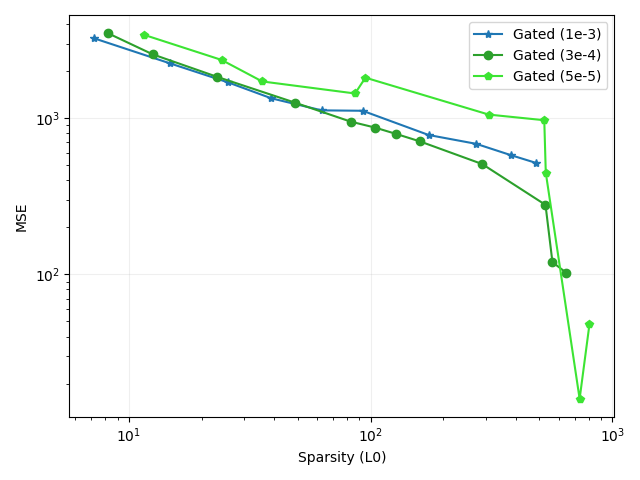 Gated (1e-3)
Gated (3e-4)
Gated (5e-5)
10³
10²
MSE
10¹
10²
10³
Sparsity (L0)